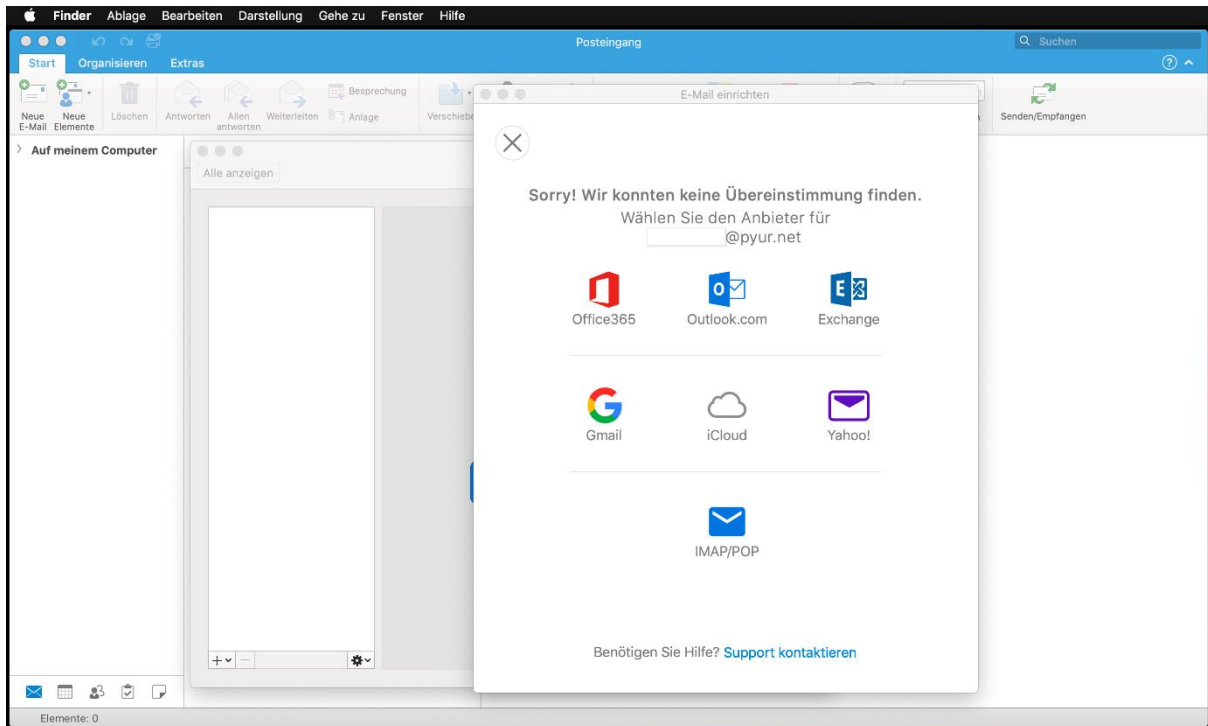 Finder Ablage Bearbeiten Darstellung Gehe zu Fenster Hilfe
Posteingang
Suchen
Start Organisieren Extras
Neue E-Mail
Neue Elemente
Löschen
Antworten
Allen antworten
Weiterleiten
Besprechung
Anlage
Verschiebe
Senden/Empfangen
E-Mail einrichten
Auf meinem Computer
Alle anzeigen
Sorry! Wir konnten keine Übereinstimmung finden.
Wählen Sie den Anbieter für
@pyur.net
Office365 Outlook.com Exchange
Gmail iCloud Yahoo!
IMAP/POP
Benötigen Sie Hilfe? Support kontaktieren
Elemente: 0